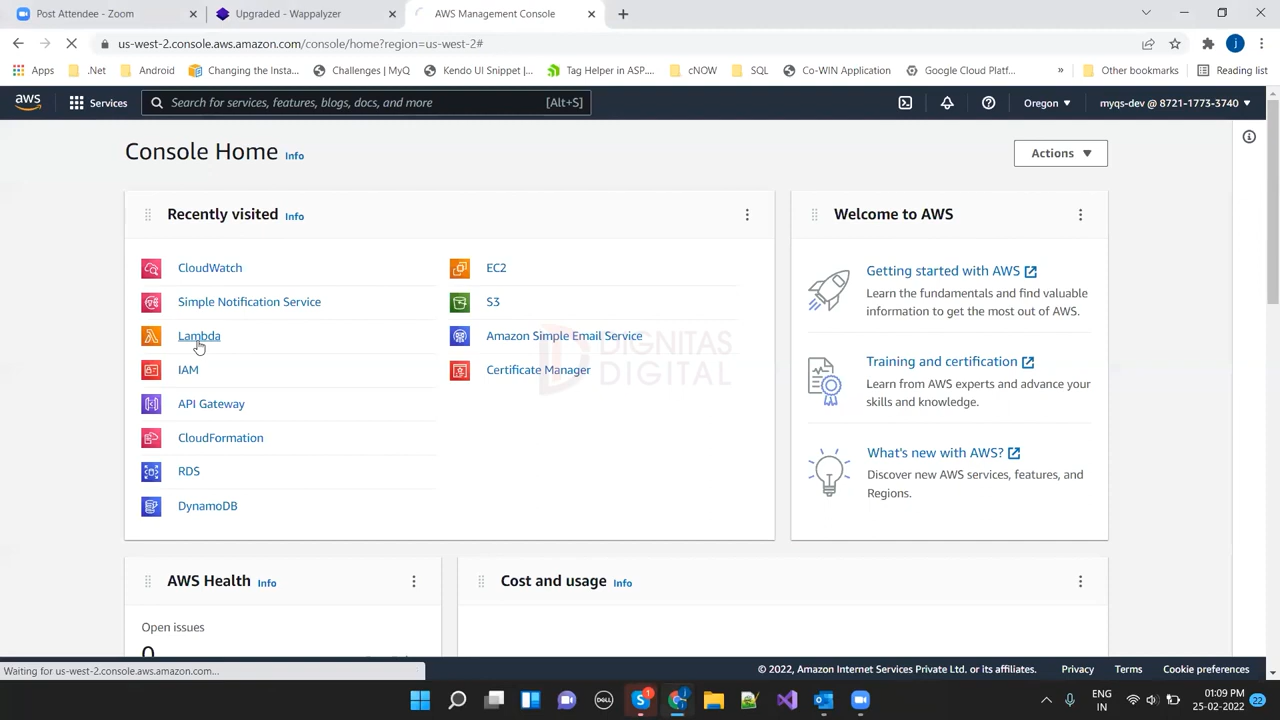 Post Attendee - Zoom
Upgraded - Wappalyzer
AWS Management Console
us-west-2.console.aws.amazon.com/console/home?region=us-west-2#
j
Apps
.Net
Android
Changing the Insta...
Challenges | MyQ
Kendo UI Snippet |...
Tag Helper in ASP....
cNOW
SQL
Co-WIN Application
Google Cloud Platf...
»
Other bookmarks
Reading list
aws
Services
Search for services, features, blogs, docs, and more
[Alt+S]
Oregon
myqs-dev @ 8721-1773-3740
Console Home
Info
Actions
Recently visited
Info
CloudWatch
Simple Notification Service
Lambda
IAM
API Gateway
CloudFormation
RDS
DynamoDB
EC2
S3
Amazon Simple Email Service
Certificate Manager
DIGNITAS
DIGITAL
Welcome to AWS
Getting started with AWS
Learn the fundamentals and find valuable
information to get the most out of AWS.
Training and certification
Learn from AWS experts and advance your
skills and knowledge.
What's new with AWS?
Discover new AWS services, features, and
Regions.
AWS Health
Info
Open issues
0
Cost and usage
Info
Waiting for us-west-2.console.aws.amazon.com...
© 2022, Amazon Internet Services Private Ltd. or its affiliates.
Privacy
Terms
Cookie preferences
DELL
S
1
ENG
IN
01:09 PM
25-02-2022
22